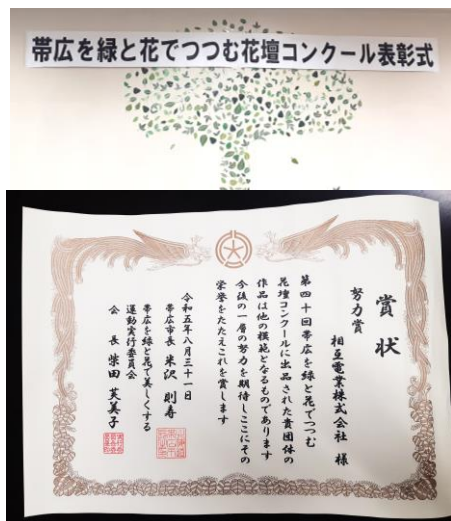 帯広を緑と花でつつむ花壇コンクール表彰式
賞状
努力賞
相互電業株式会社 様
第四十回帯広を緑と花でつつむ
花壇コンクールに出品された貴団体の
作品は他の模範となるものであります
今後の一層の努力を期待しここにその
栄誉をたたえこれを賞します
令和五年八月三十一日
帯広市長 米沢則寿
帯広を緑と花で美しくする
運動実行委員会
会長 柴田芙美子